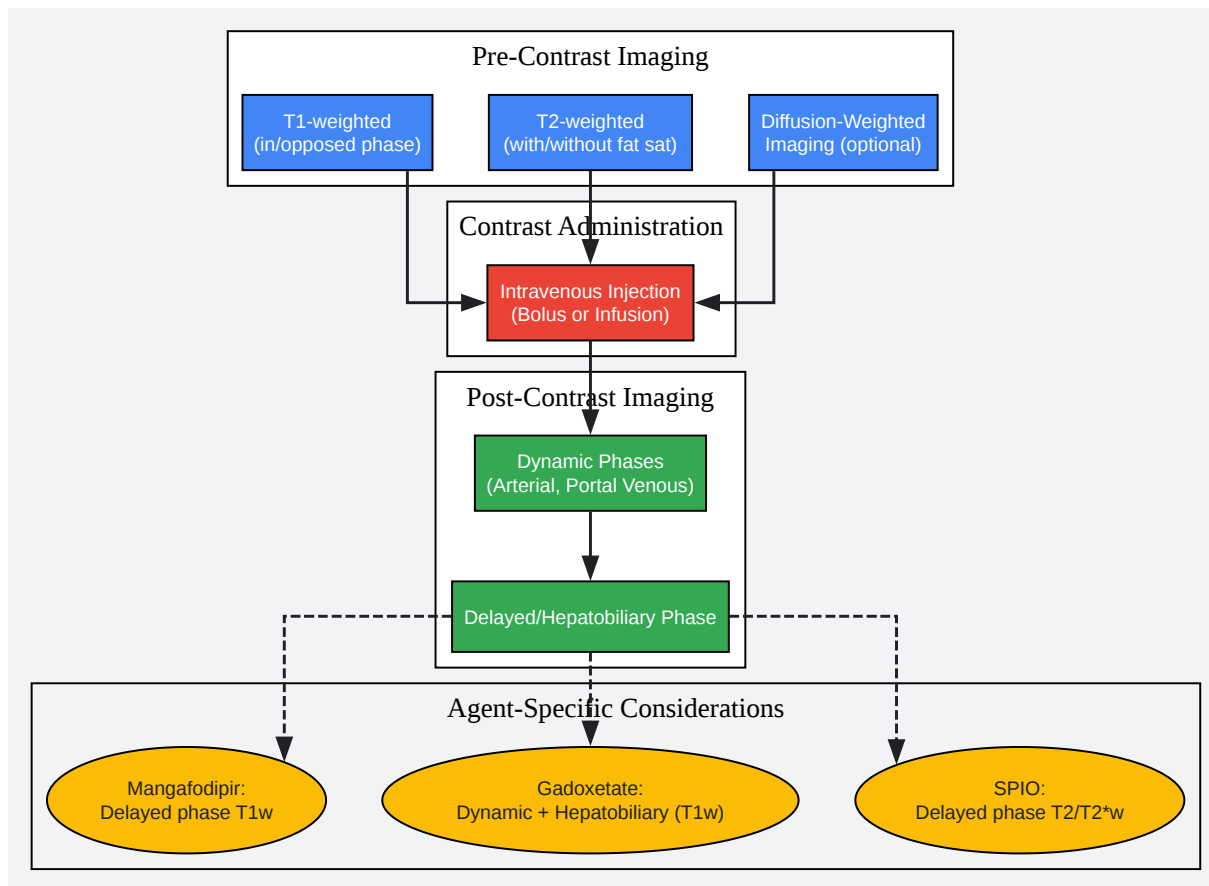 Pre-Contrast Imaging
T1-weighted
(in/opposed phase)
T2-weighted
(with/without fat sat)
Diffusion-Weighted
Imaging (optional)
Contrast Administration
Intravenous Injection
(Bolus or Infusion)
Post-Contrast Imaging
Dynamic Phases
(Arterial, Portal Venous)
Delayed/Hepatobiliary Phase
Agent-Specific Considerations
Mangafodipir:
Delayed phase T1w
Gadoxetate:
Dynamic + Hepatobiliary (T1w)
SPIO:
Delayed phase T2/T2*w